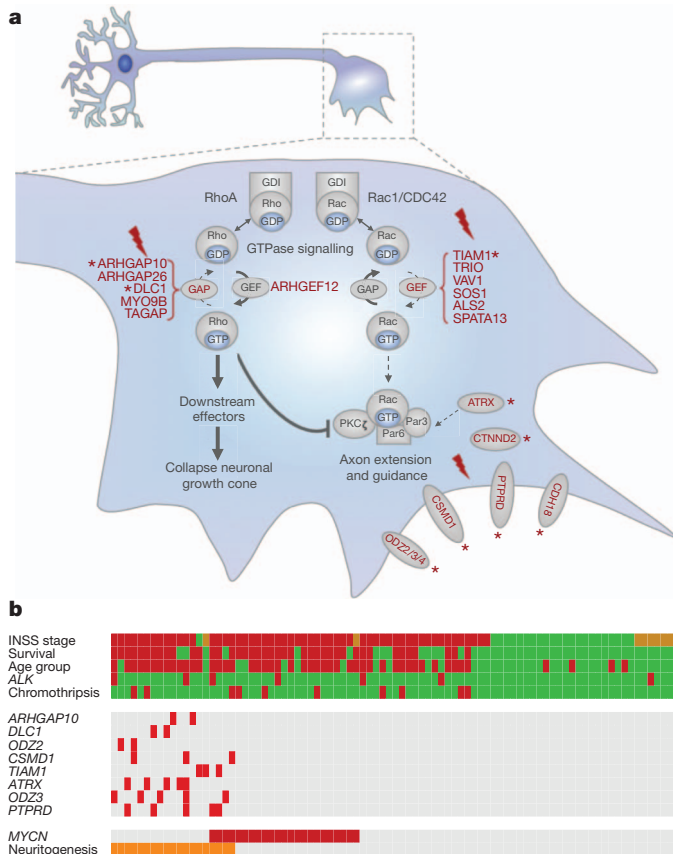 a
GDI
GDI
RhoA
Rho
Rac
Rac1/CDC42
GDP
GDP
Rho
GTPase signalling
Rac
GDP
GDP
*ARHGAP10
ARHGAP26
*DLC1
MYO9B
TAGAP
GAP
GEF
ARHGEF12
GAP
GEF
TIAM1*
TRIO
VAV1
SOS1
ALS2
SPATA13
Rho
GTP
Rac
GTP
Downstream
effectors
Collapse neuronal
growth cone
Rac
GTP
PKCζ
Par3
Par6
Axon extension
and guidance
ATRX *
CTNND2 *
PTPRD
*
CDH18
*
CSMD1
*
ODZ2/3/4
*
b
INSS stage
Survival
Age group
ALK
Chromothripsis
ARHGAP10
DLC1
ODZ2
CSMD1
TIAM1
ATRX
ODZ3
PTPRD
MYCN
Neuritogenesis